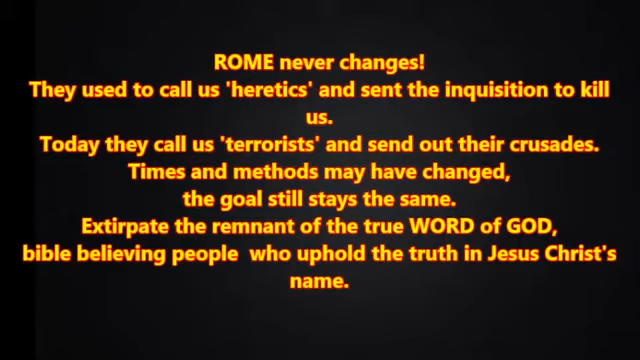 ROME never changes!
They used to call us 'heretics' and sent the inquisition to kill
us.
Today they call us 'terrorists' and send out their crusades.
Times and methods may have changed,
the goal still stays the same.
Extirpate the remnant of the true WORD of GOD,
bible believing people  who uphold the truth in Jesus Christ's
name.